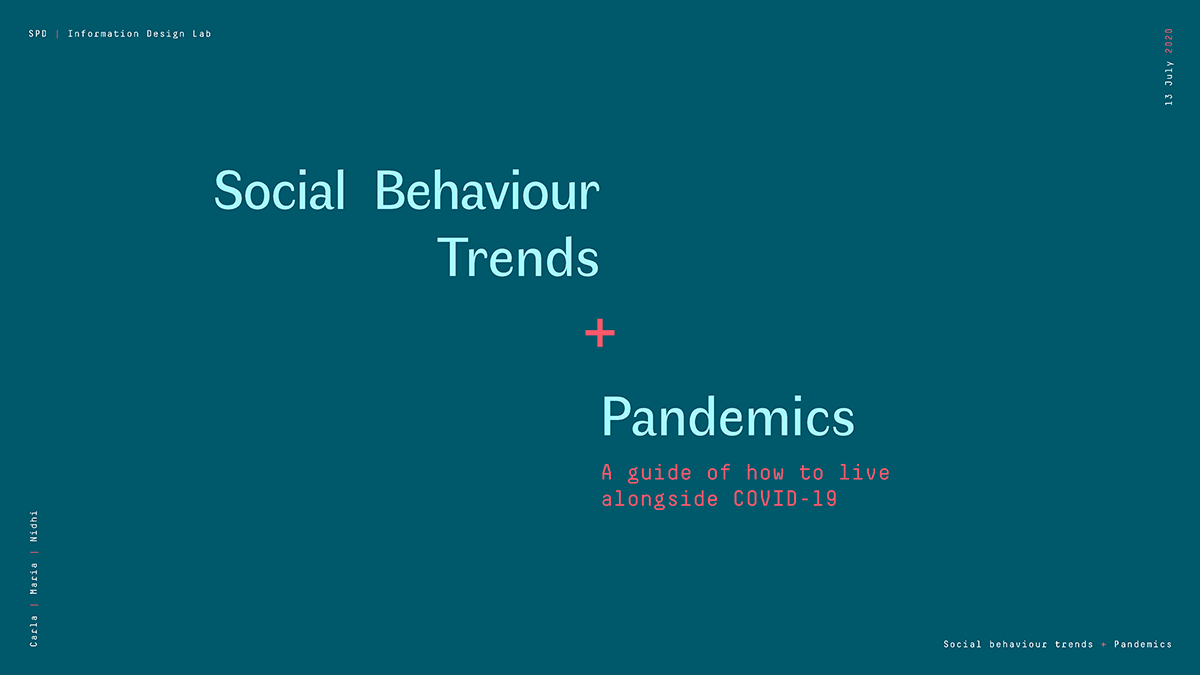 SPD | Information Design Lab
13 July 2020
Social Behaviour
Trends
+
Pandemics
A guide of how to live
alongside COVID-19
Carla | Maria | Nidhi
Social behaviour trends + Pandemics